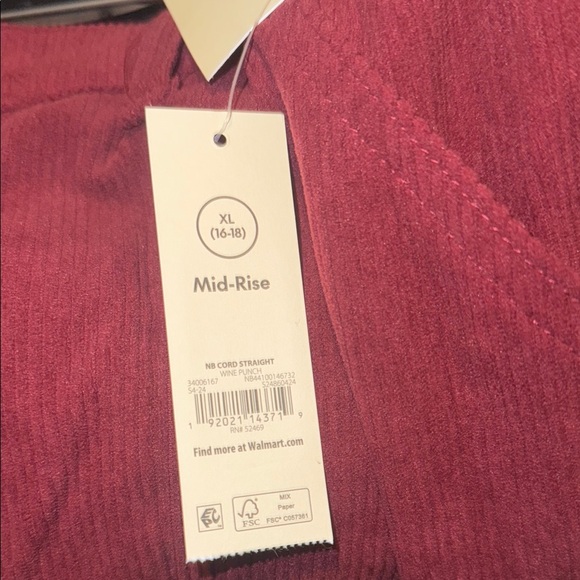 XL
(16-18)
Mid-Rise
NB CORD STRAIGHT
WINE PUNCH
34006167 NB44100146732
S4-24 524860424
1 92021 14371 9
RN# 52469
Find more at Walmart.com
FSC
MIX
Paper
FSC® C057361